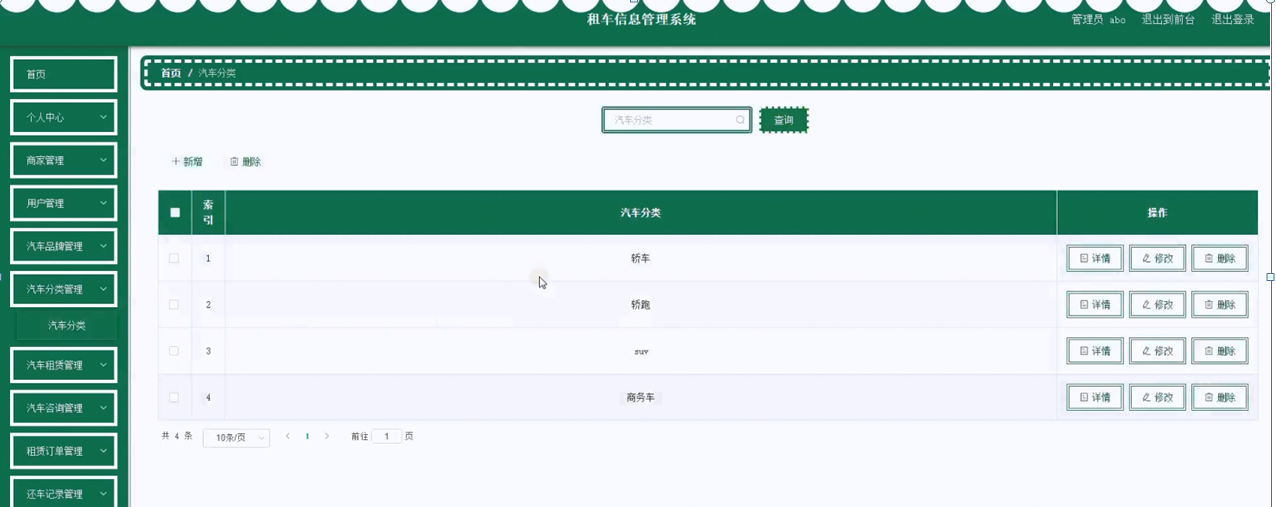 租车信息管理系统
管理员 abo 退出到前台 退出登录
首页
个人中心
商家管理
用户管理
汽车品牌管理
汽车分类管理
汽车分类
汽车租赁管理
汽车咨询管理
租赁订单管理
还车记录管理
首页 / 汽车分类
汽车分类 查询
新增 删除
索引 汽车分类 操作
1 轿车 详情 修改 删除
2 轿跑 详情 修改 删除
3 suv 详情 修改 删除
4 商务车 详情 修改 删除
共 4 条 10条/页 1 前往 1 页